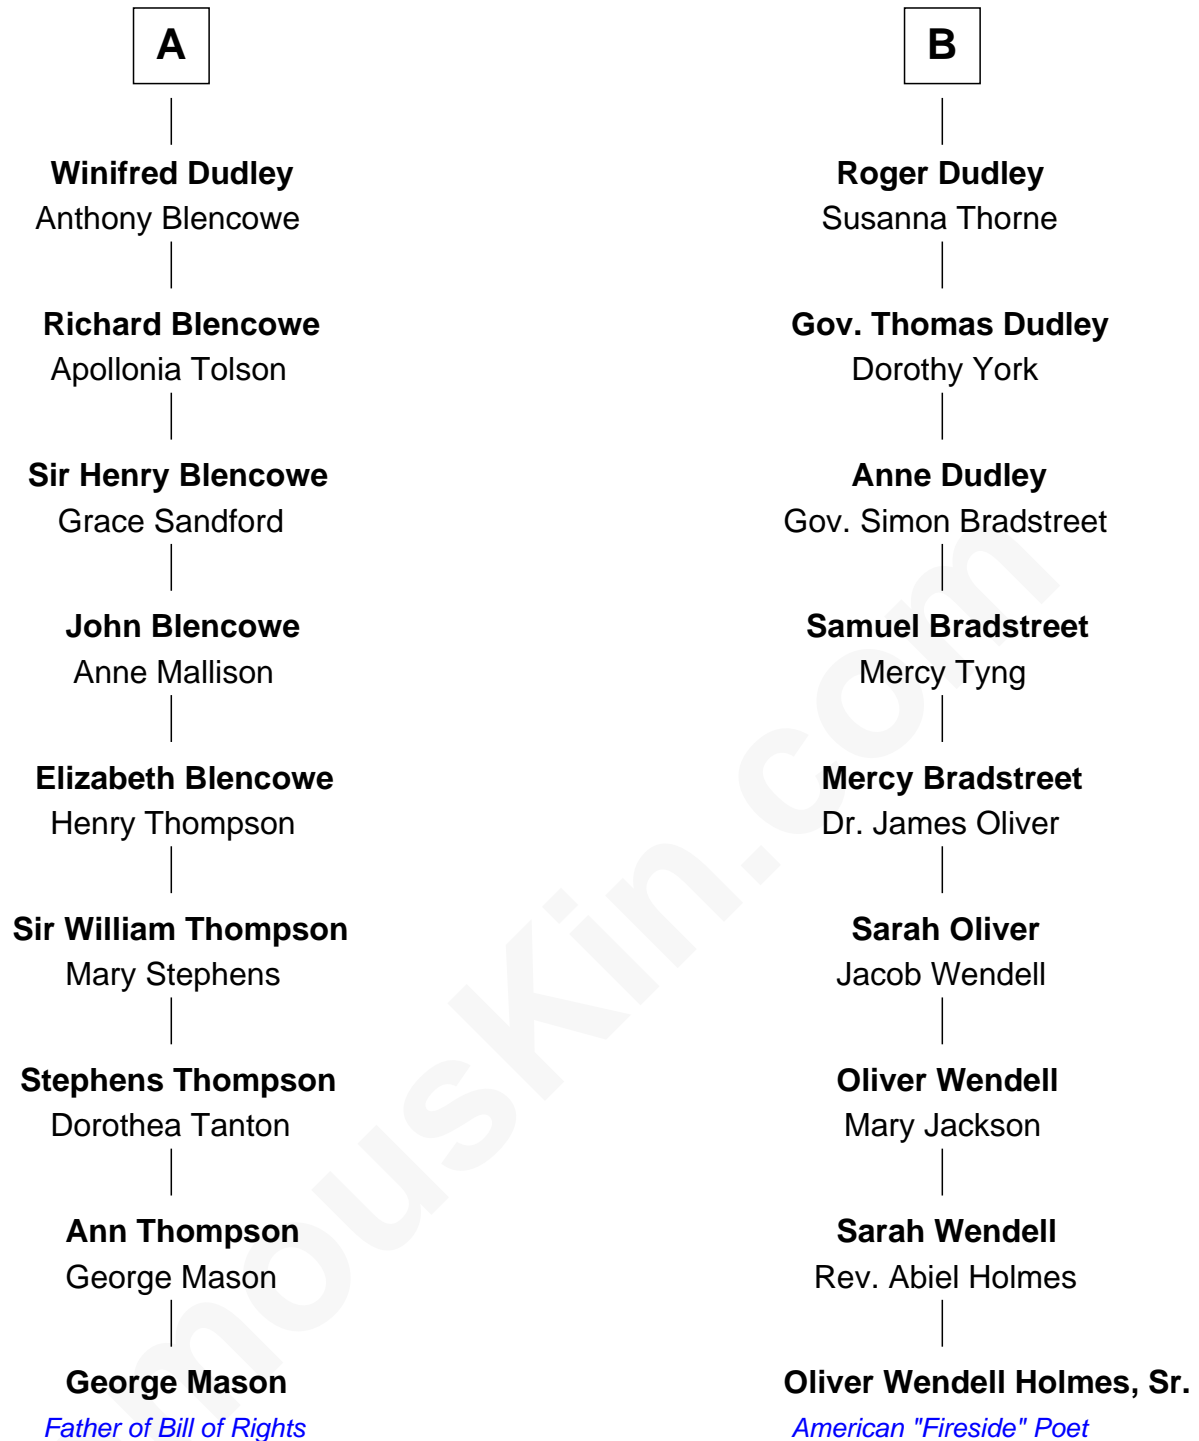 A
Winifred Dudley
Anthony Blencowe
Richard Blencowe
Apollonia Tolson
Sir Henry Blencowe
Grace Sandford
John Blencowe
Anne Mallison
Elizabeth Blencowe
Henry Thompson
Sir William Thompson
Mary Stephens
Stephens Thompson
Dorothea Tanton
Ann Thompson
George Mason
George Mason
Father of Bill of Rights
B
Roger Dudley
Susanna Thorne
Gov. Thomas Dudley
Dorothy York
Anne Dudley
Gov. Simon Bradstreet
Samuel Bradstreet
Mercy Tyng
Mercy Bradstreet
Dr. James Oliver
Sarah Oliver
Jacob Wendell
Oliver Wendell
Mary Jackson
Sarah Wendell
Rev. Abiel Holmes
Oliver Wendell Holmes, Sr.
American "Fireside" Poet
mousKin.com